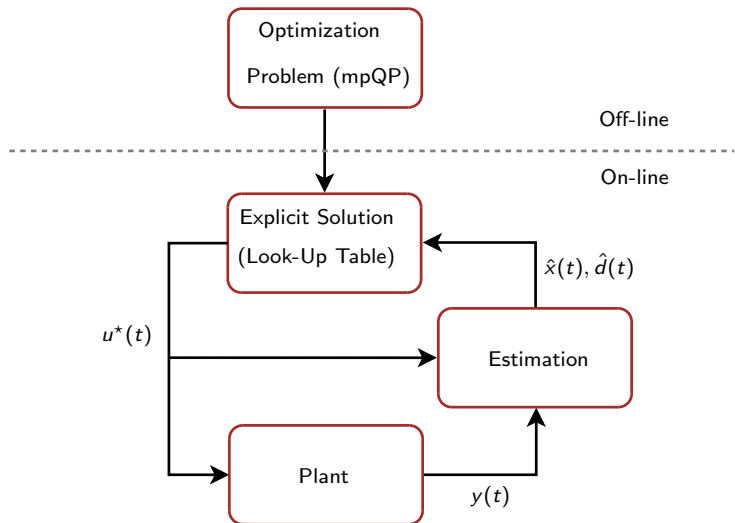 Optimization
Problem (mpQP)
Off-line
On-line
Explicit Solution
(Look-Up Table)
x̂(t), d̂(t)
u⋆(t)
Estimation
Plant
y(t)